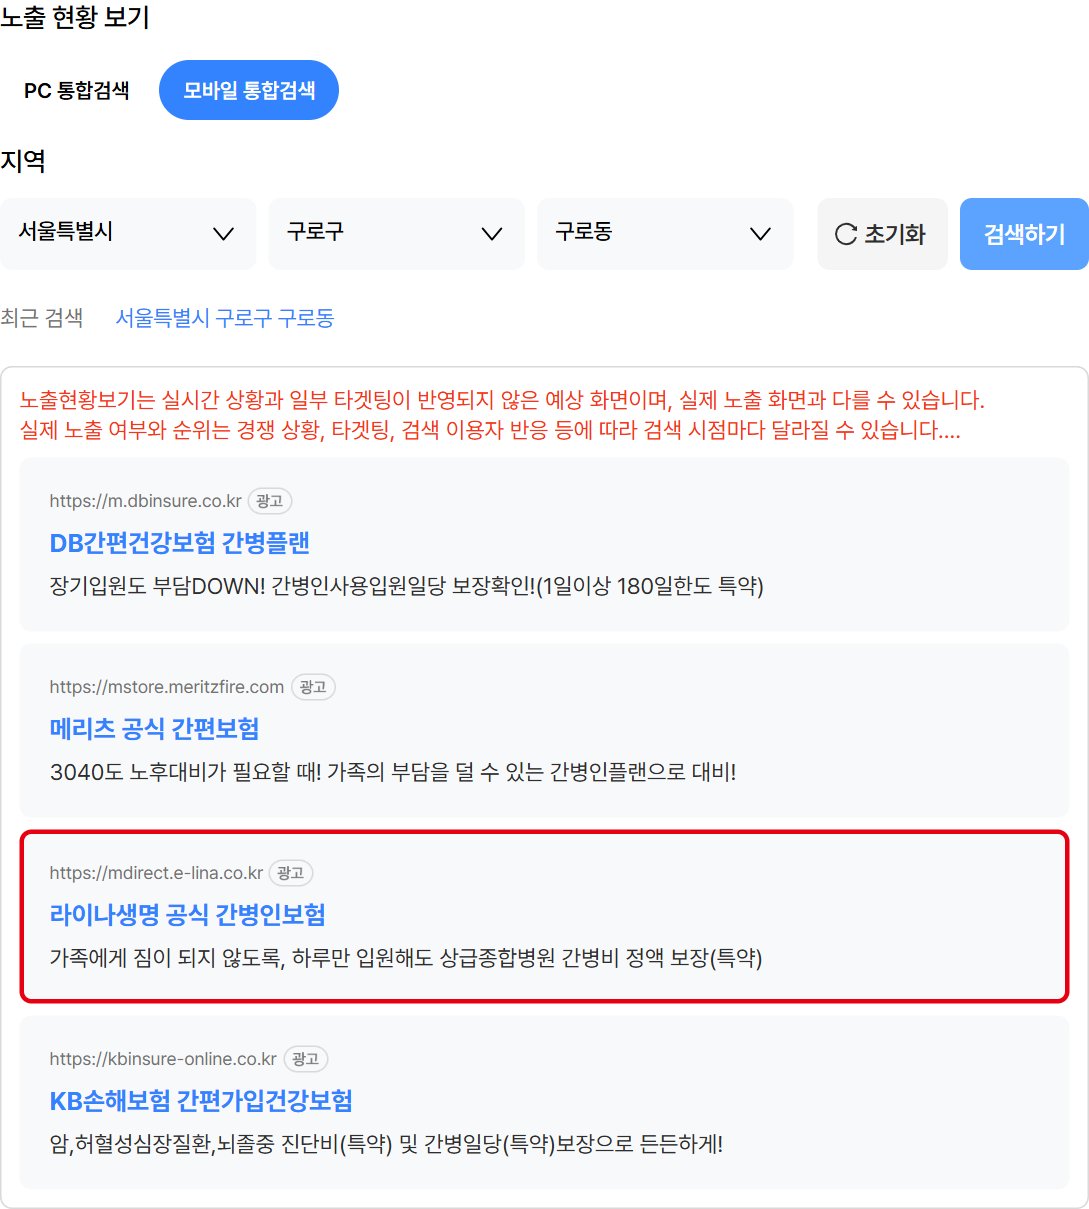 노출 현황 보기
PC 통합검색
모바일 통합검색
지역
서울특별시
구로구
구로동
초기화
검색하기
최근 검색
서울특별시 구로구 구로동
노출현황보기는 실시간 상황과 일부 타겟팅이 반영되지 않은 예상 화면이며, 실제 노출 화면과 다를 수 있습니다.
실제 노출 여부와 순위는 경쟁 상황, 타겟팅, 검색 이용자 반응 등에 따라 검색 시점마다 달라질 수 있습니다....
https://m.dbinsure.co.kr 광고
DB간편건강보험 간병플랜
장기입원도 부담DOWN! 간병인사용입원일당 보장확인!(1일이상 180일한도 특약)
https://mstore.meritzfire.com 광고
메리츠 공식 간편보험
3040도 노후대비가 필요할 때! 가족의 부담을 덜 수 있는 간병인플랜으로 대비!
https://mdirect.e-lina.co.kr 광고
라이나생명 공식 간병인보험
가족에게 짐이 되지 않도록, 하루만 입원해도 상급종합병원 간병비 정액 보장(특약)
https://kbinsure-online.co.kr 광고
KB손해보험 간편가입건강보험
암,허혈성심장질환,뇌졸중 진단비(특약) 및 간병일당(특약)보장으로 든든하게!